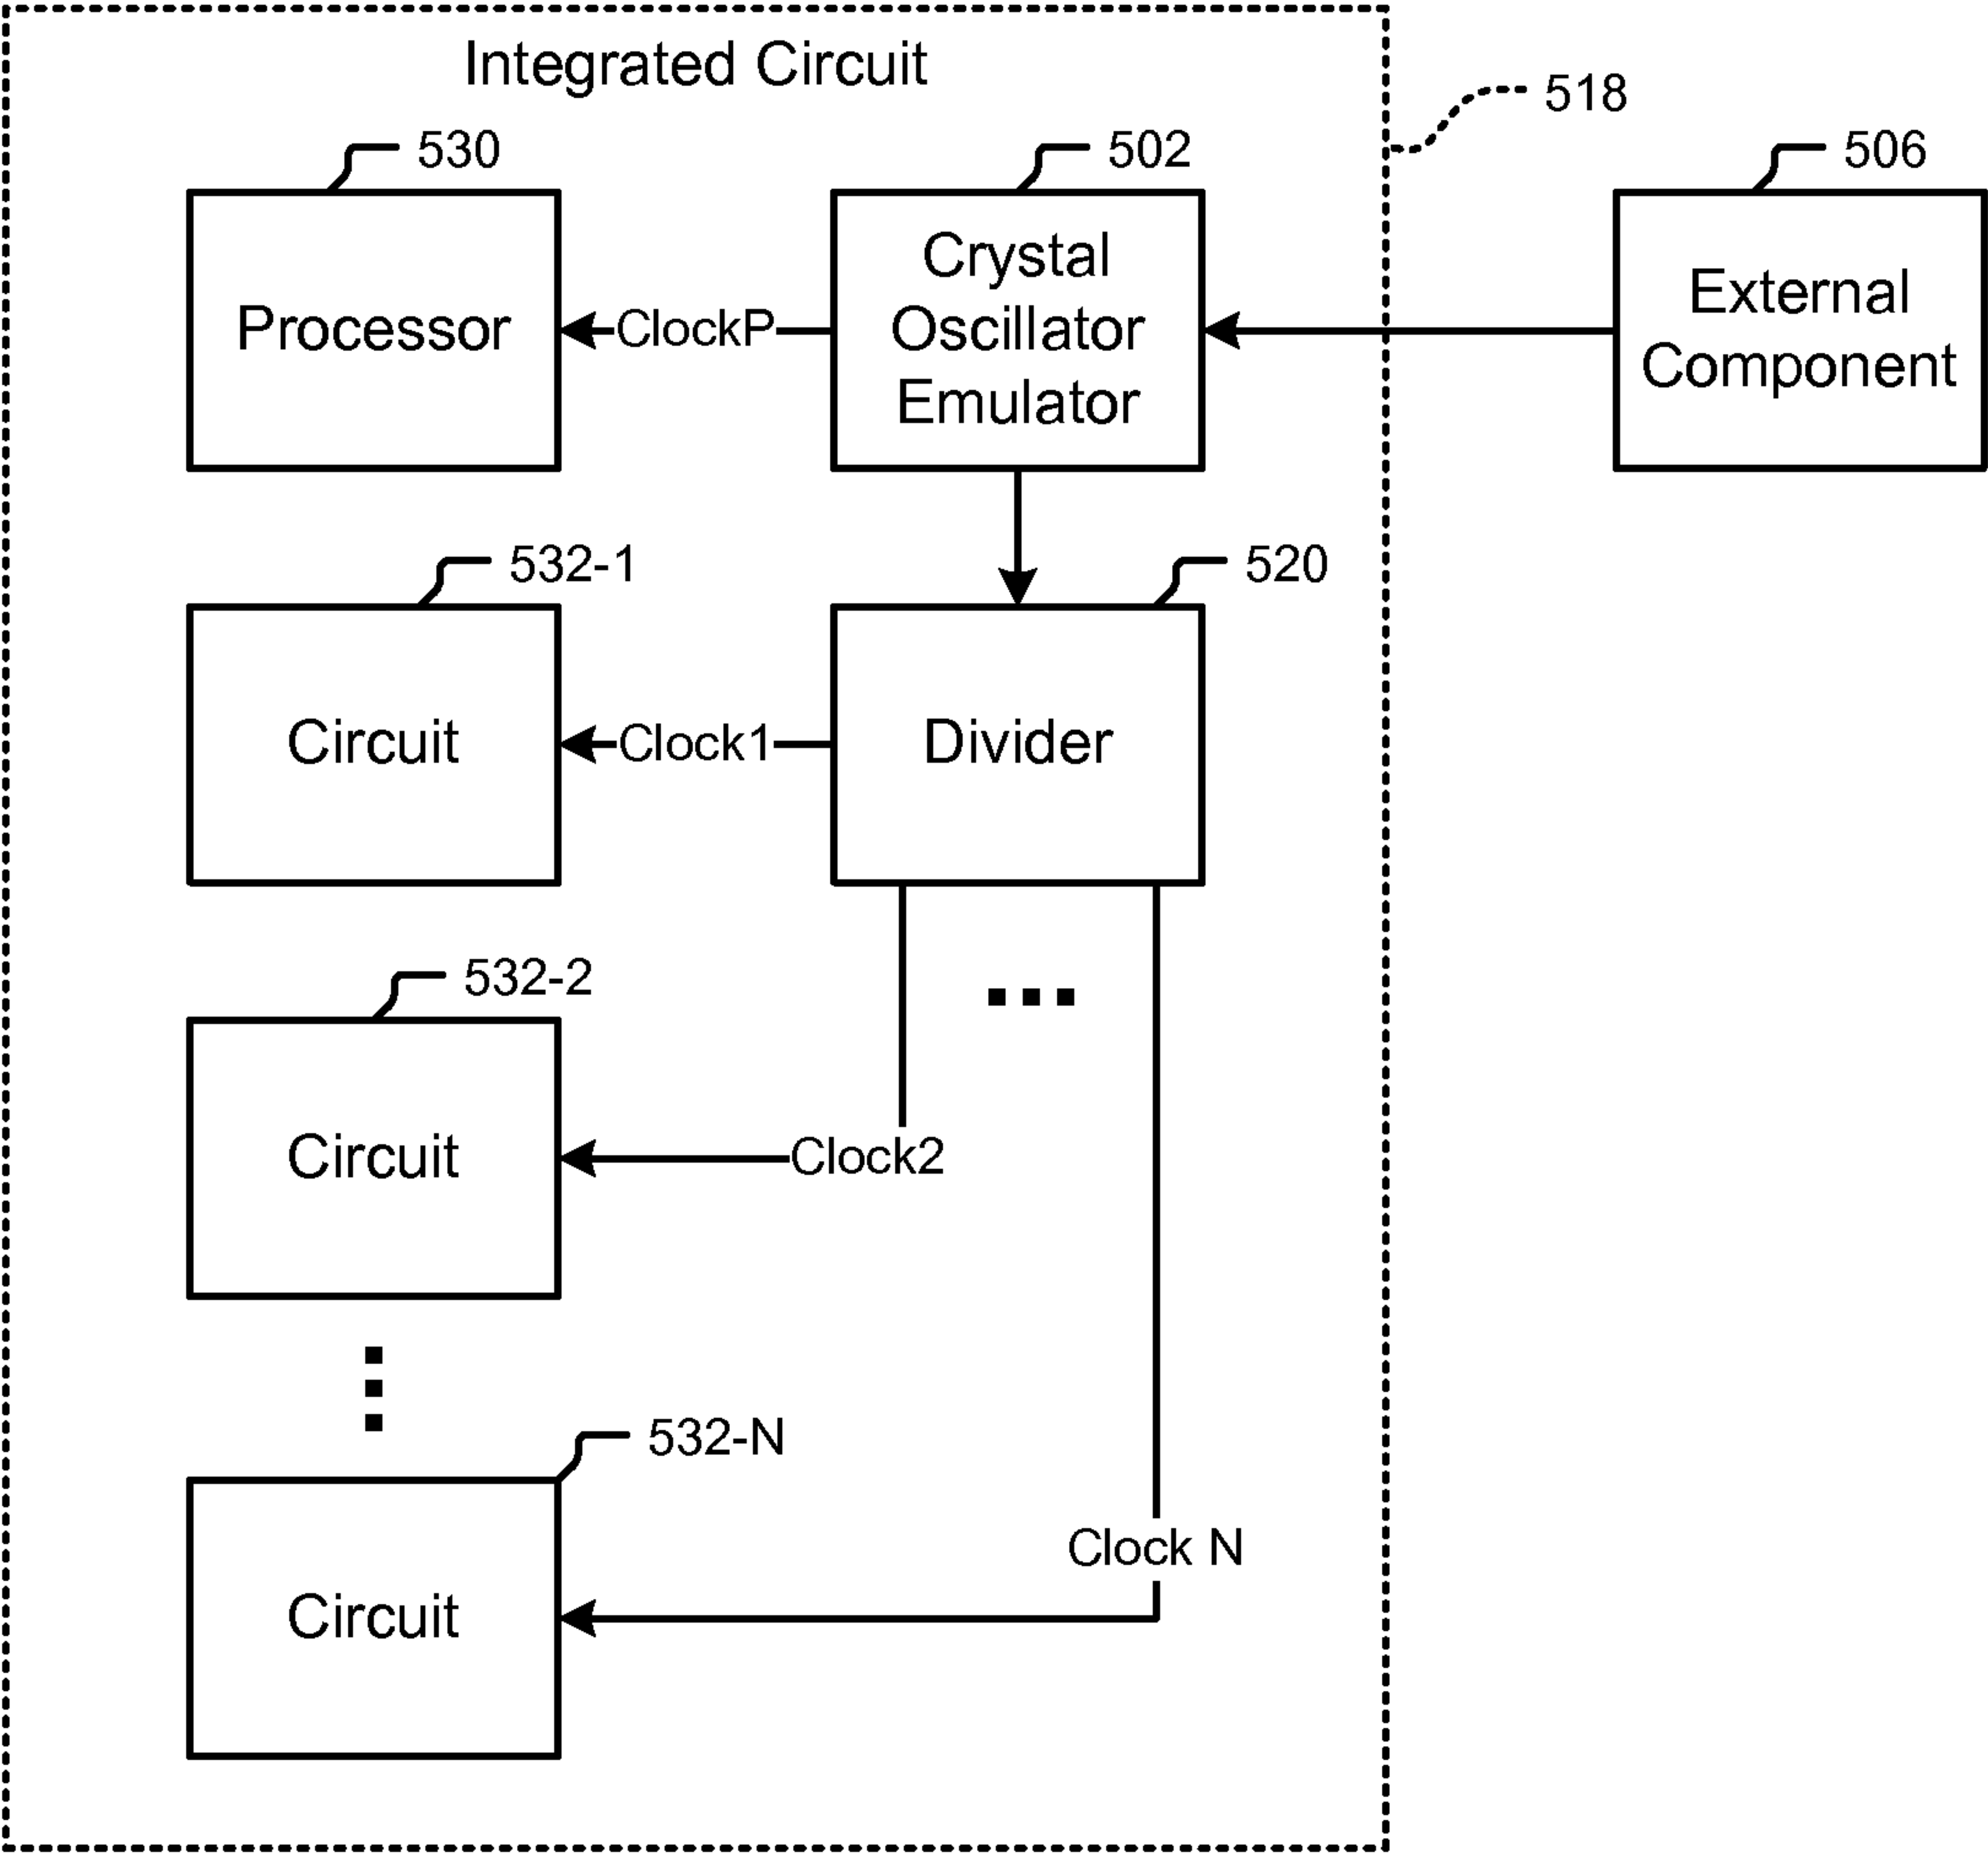 Integrated Circuit
518
530
502
506
Processor
ClockP
Crystal
Oscillator
Emulator
External
Component
532-1
520
Circuit
Clock1
Divider
532-2
Circuit
Clock2
532-N
Clock N
Circuit